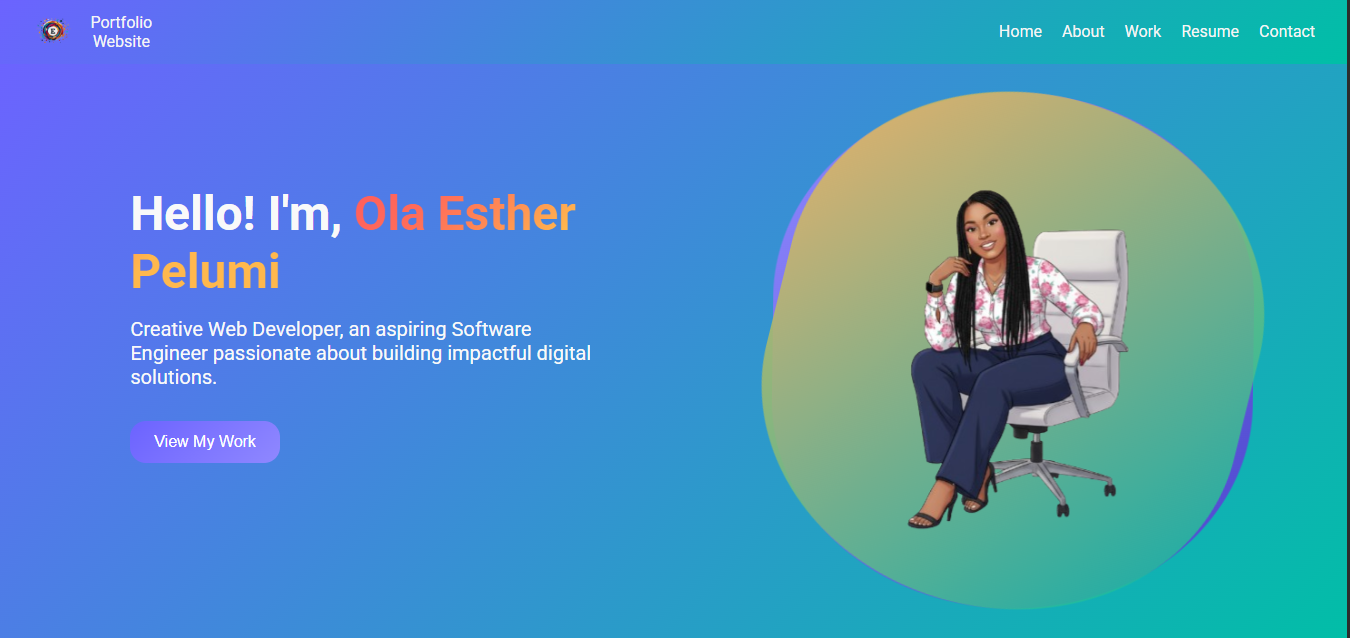 Portfolio
Website
Home About Work Resume Contact
E
Hello! I'm, Ola Esther
Pelumi
Creative Web Developer, an aspiring Software
Engineer passionate about building impactful digital
solutions.
View My Work